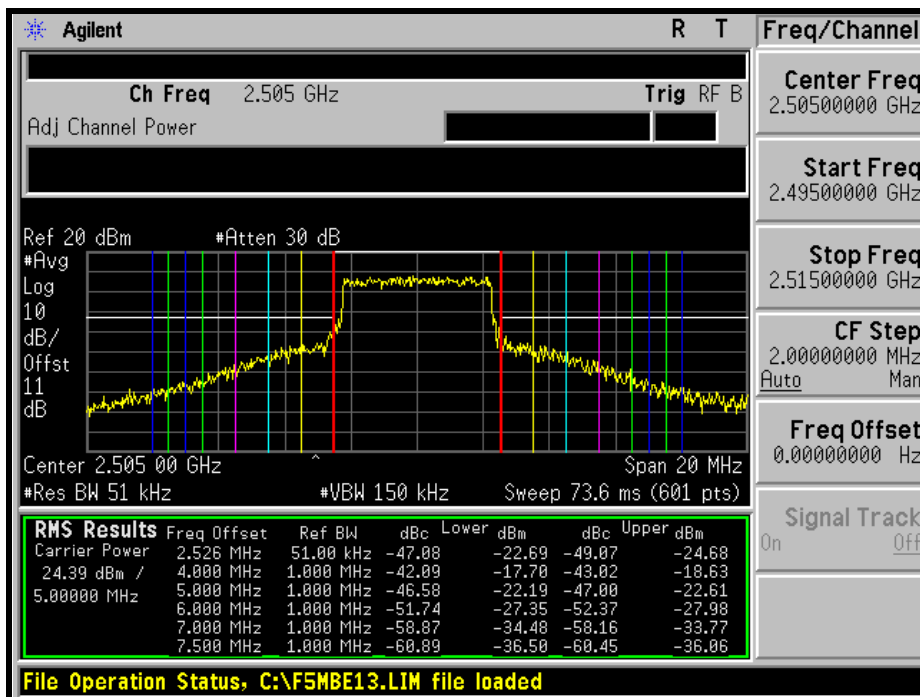 Agilent R T Freq/Channel
Ch Freq 2.505 GHz Trig RF B
Adj Channel Power
Center Freq
2.50500000 GHz
Start Freq
2.49500000 GHz
Stop Freq
2.51500000 GHz
CF Step
2.00000000 MHz
Auto Man
Freq Offset
0.00000000 Hz
Signal Track
On Off
Ref 20 dBm #Atten 30 dB
#Avg
Log
10
dB/
Offst
11
dB
Center 2.505 00 GHz ^ Span 20 MHz
#Res BW 51 kHz #VBW 150 kHz Sweep 73.6 ms (601 pts)
RMS Results Freq Offset Ref BW dBc Lower dBm dBc Upper dBm
Carrier Power 2.526 MHz 51.00 kHz -47.08 -22.69 -49.07 -24.68
24.39 dBm / 4.000 MHz 1.000 MHz -42.09 -17.70 -43.02 -18.63
5.00000 MHz 5.000 MHz 1.000 MHz -46.58 -22.19 -47.00 -22.61
6.000 MHz 1.000 MHz -51.74 -27.35 -52.37 -27.98
7.000 MHz 1.000 MHz -58.87 -34.48 -58.16 -33.77
7.500 MHz 1.000 MHz -60.89 -36.50 -60.45 -36.06
File Operation Status, C:\F5MBE13.LIM file loaded